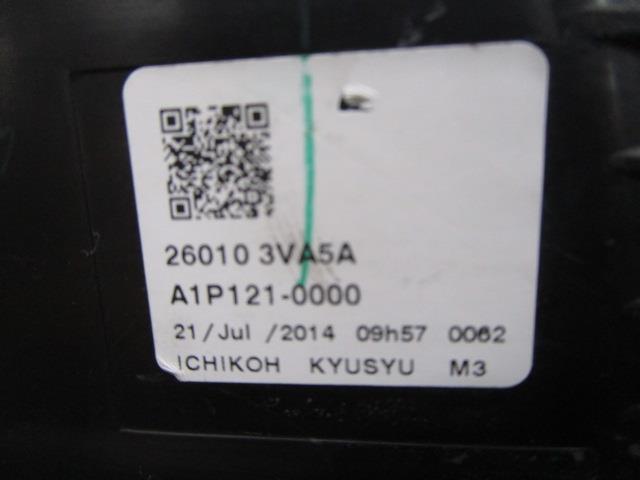 26010 3VA5A
A1P121-0000
21/Jul /2014 09h57 0062
ICHIKOH KYUSYU M3